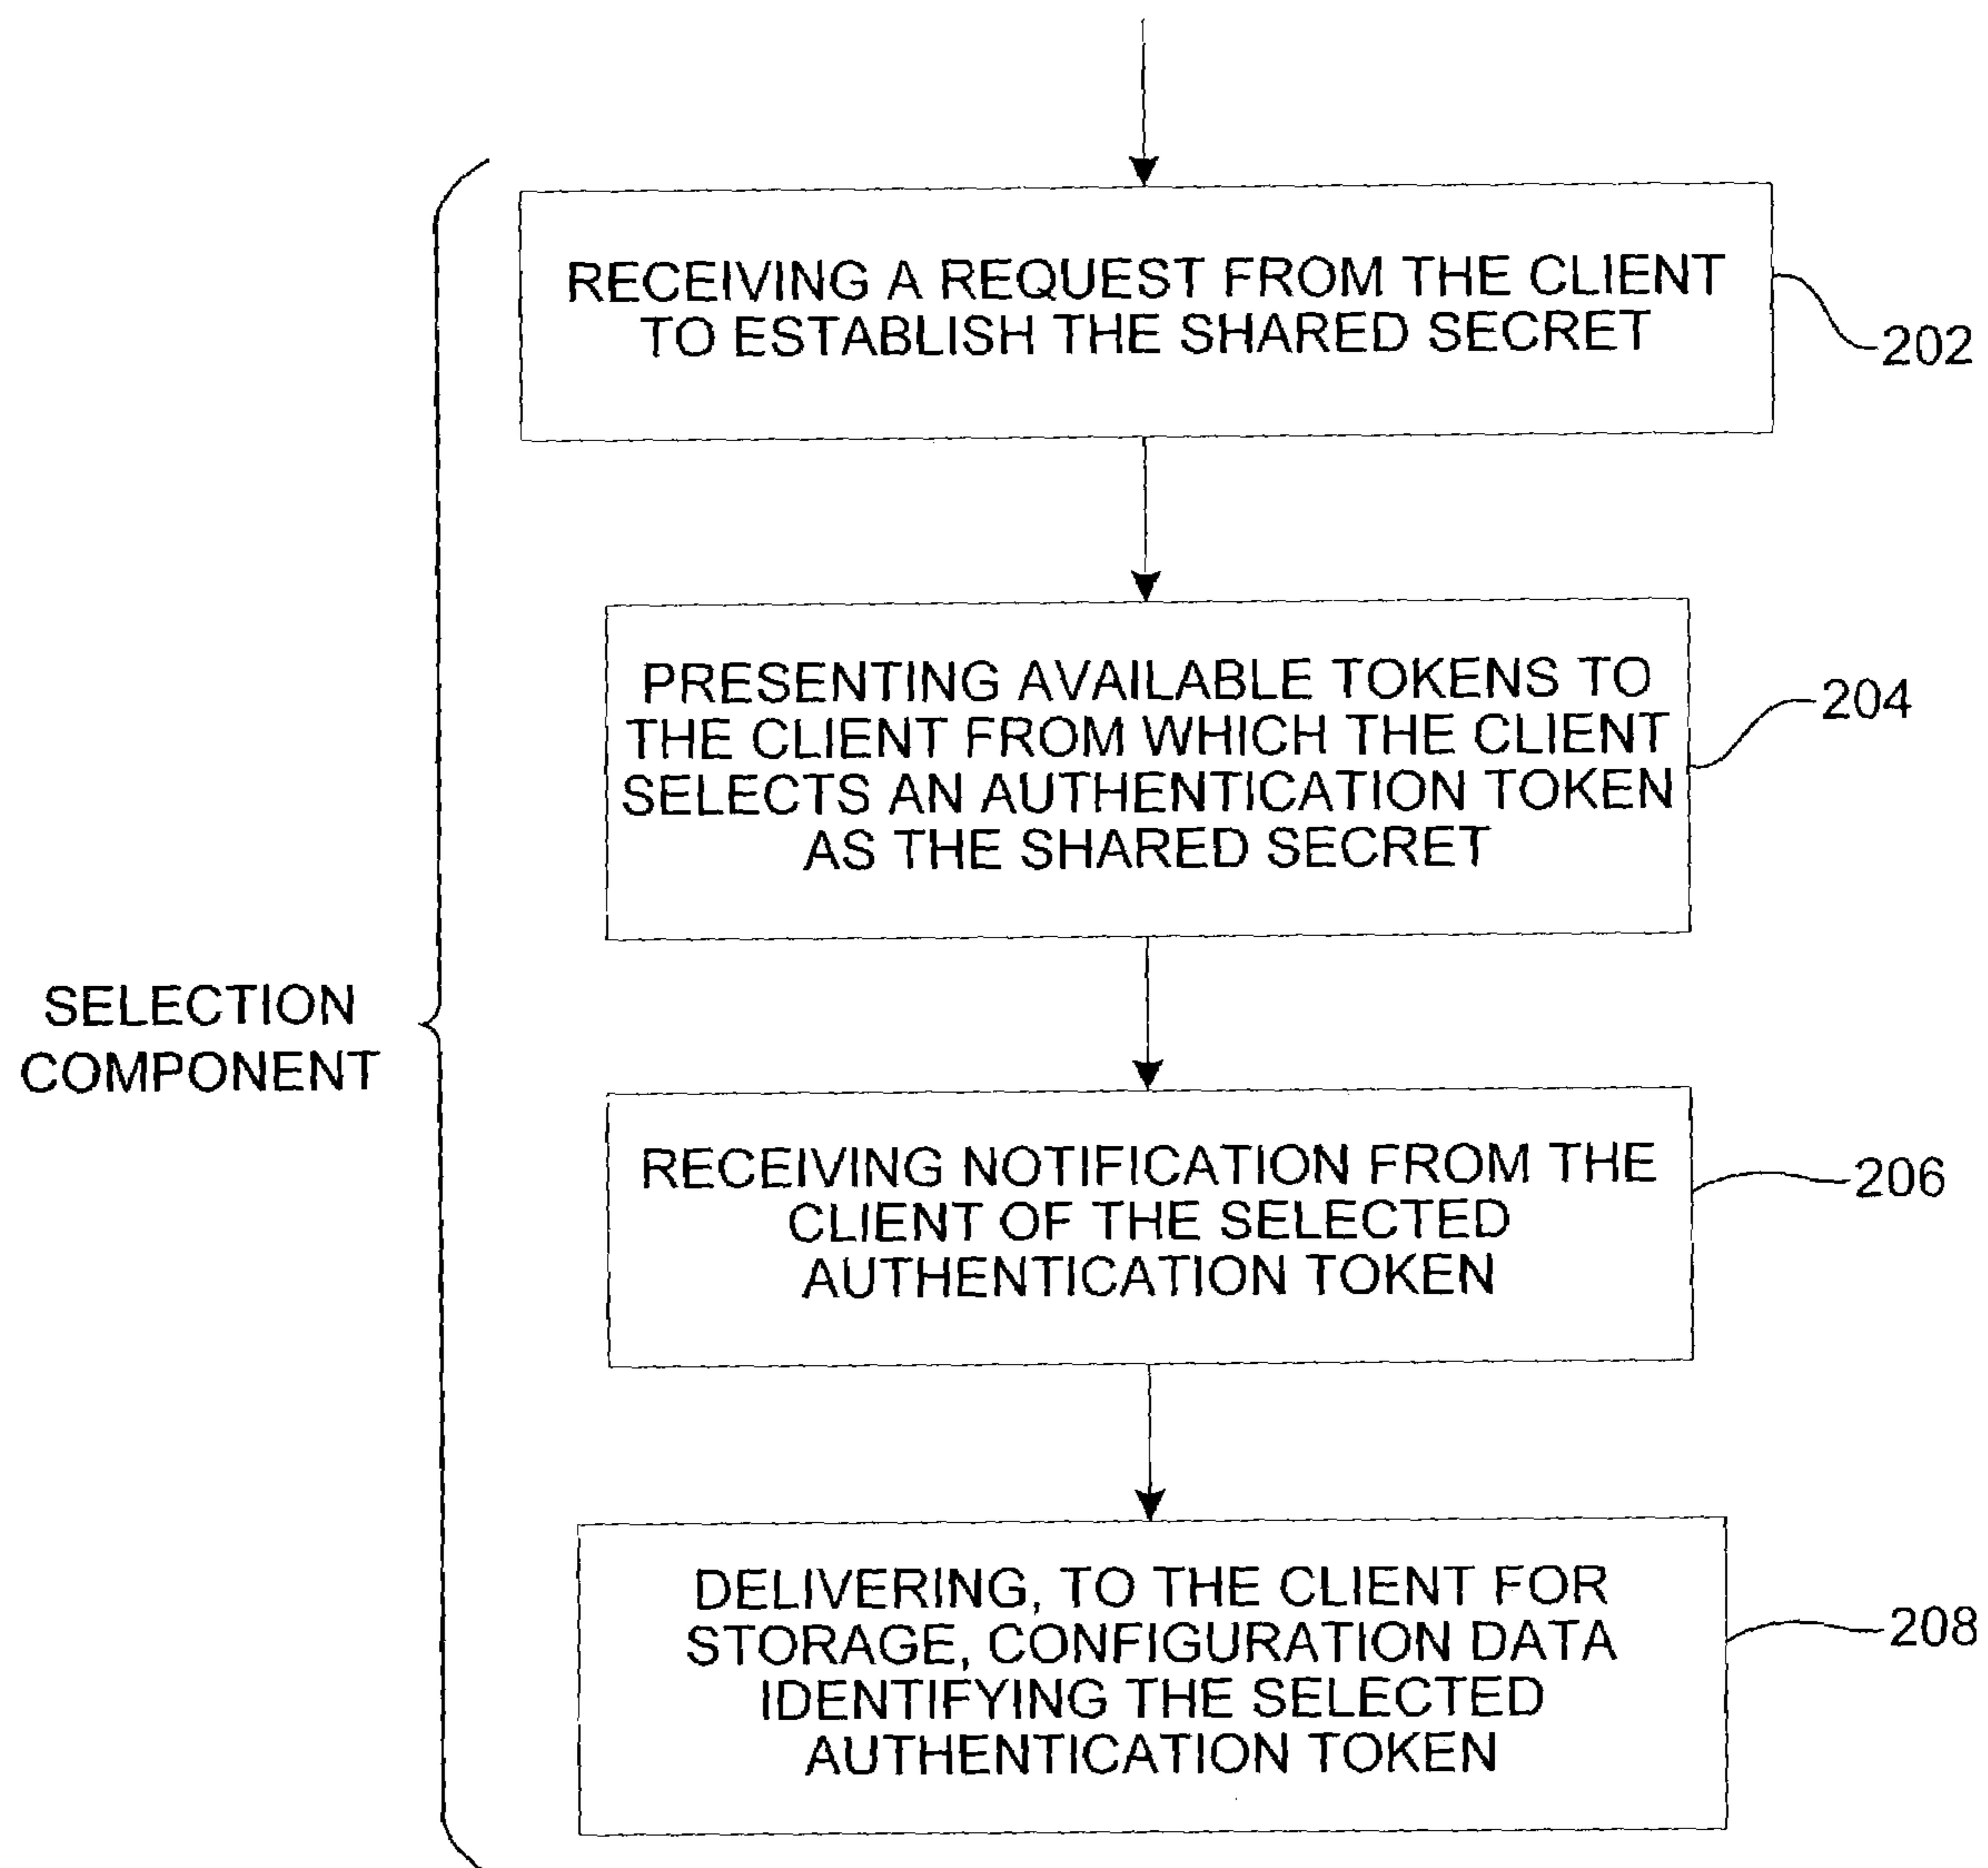 RECEIVING A REQUEST FROM THE CLIENT
TO ESTABLISH THE SHARED SECRET
202
PRESENTING AVAILABLE TOKENS TO
THE CLIENT FROM WHICH THE CLIENT
SELECTS AN AUTHENTICATION TOKEN
AS THE SHARED SECRET
204
SELECTION
COMPONENT
RECEIVING NOTIFICATION FROM THE
CLIENT OF THE SELECTED
AUTHENTICATION TOKEN
206
DELIVERING, TO THE CLIENT FOR
STORAGE, CONFIGURATION DATA
IDENTIFYING THE SELECTED
AUTHENTICATION TOKEN
208